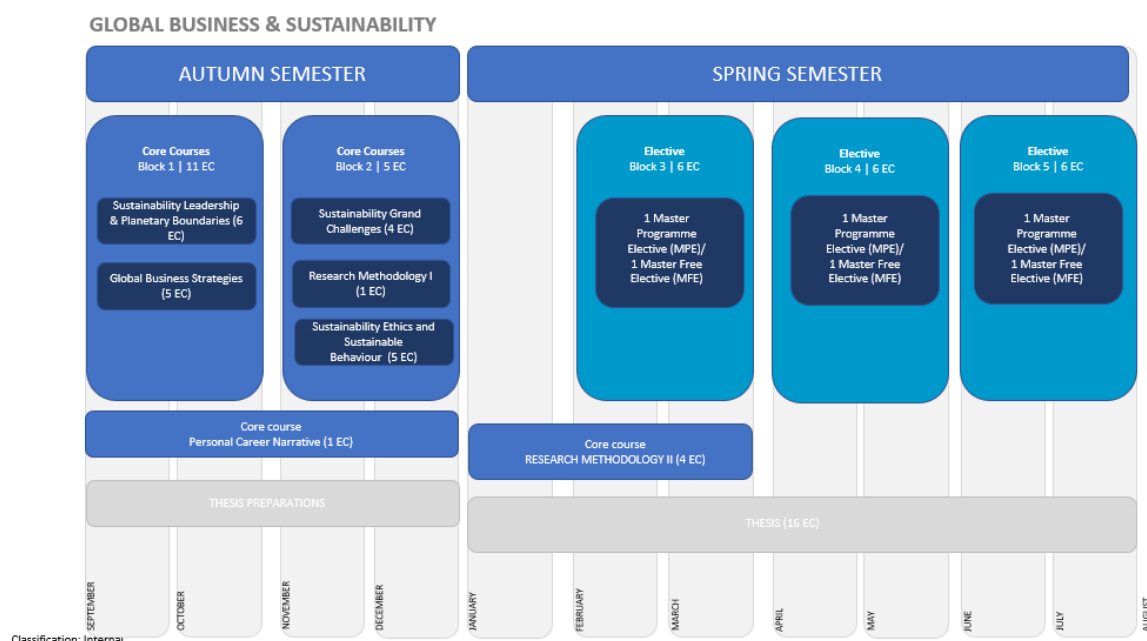 GLOBAL BUSINESS & SUSTAINABILITY
AUTUMN SEMESTER
SPRING SEMESTER
Core Courses
Block 1 | 11 EC
Sustainability Leadership
& Planetary Boundaries (6
EC)
Global Business Strategies
(5 EC)
Core Courses
Block 2 | 5 EC
Sustainability Grand
Challenges (4 EC)
Research Methodology I
(1 EC)
Sustainability Ethics and
Sustainable
Behaviour (5 EC)
Elective
Block 3 | 6 EC
1 Master
Programme
Elective (MPE)/
1 Master Free
Elective (MFE)
Elective
Block 4 | 6 EC
1 Master
Programme
Elective (MPE)/
1 Master Free
Elective (MFE)
Elective
Block 5 | 6 EC
1 Master
Programme
Elective (MPE)/
1 Master Free
Elective (MFE)
Core course
Personal Career Narrative (1 EC)
Core course
RESEARCH METHODOLOGY II (4 EC)
THESIS PREPARATIONS
THESIS (16 EC)
SEPTEMBER
OCTOBER
NOVEMBER
DECEMBER
JANUARY
FEBRUARY
MARCH
APRIL
MAY
JUNE
JULY
AUGUST
Classification: Internal